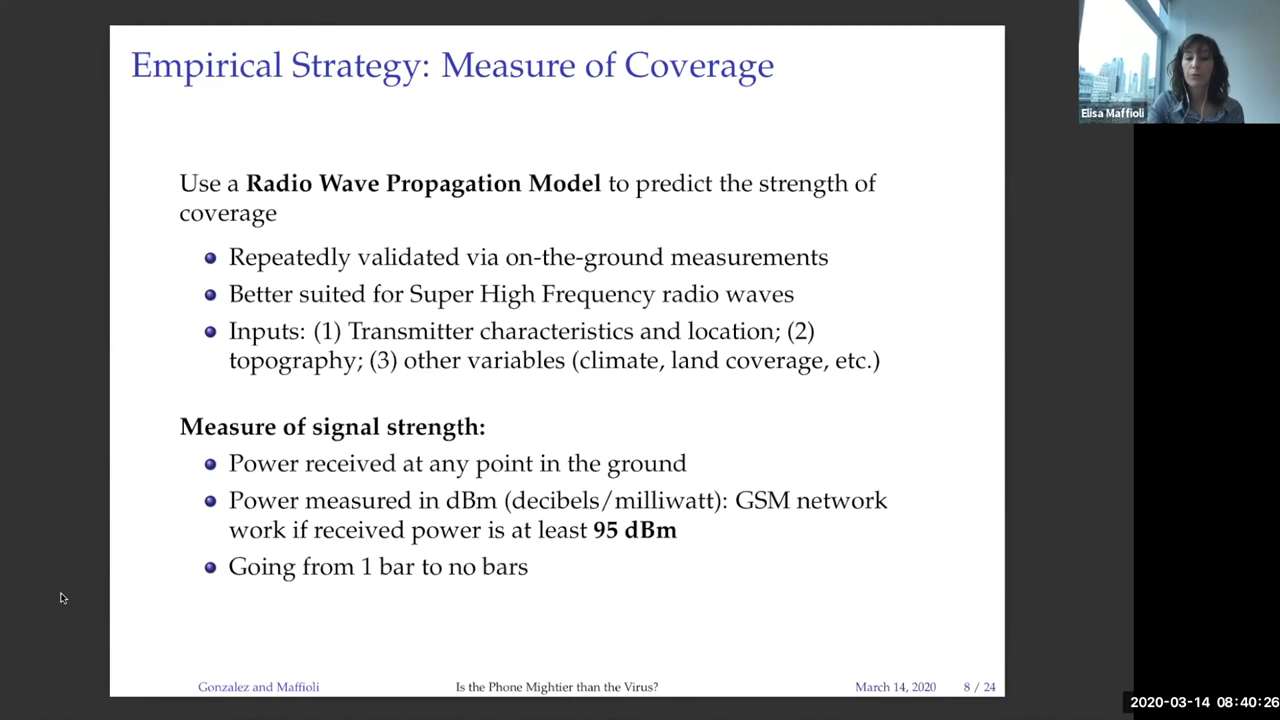 Empirical Strategy: Measure of Coverage
Elisa Maffioli
Use a Radio Wave Propagation Model to predict the strength of
coverage
Repeatedly validated via on-the-ground measurements
Better suited for Super High Frequency radio waves
Inputs: (1) Transmitter characteristics and location; (2)
topography; (3) other variables (climate, land coverage, etc.)
Measure of signal strength:
Power received at any point in the ground
Power measured in dBm (decibels/milliwatt): GSM network
work if received power is at least 95 dBm
Going from 1 bar to no bars
Gonzalez and Maffioli Is the Phone Mightier than the Virus? March 14, 2020 8 / 24
2020-03-14 08:40:26